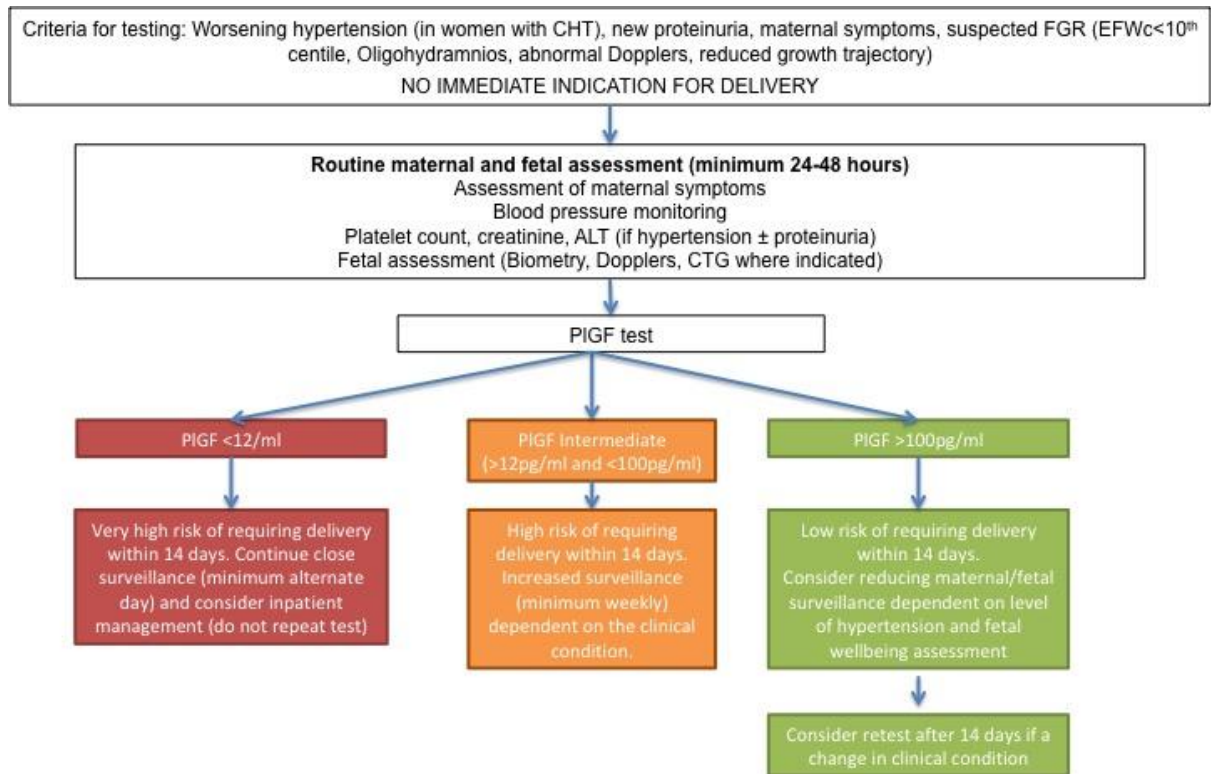 Criteria for testing: Worsening hypertension (in women with CHT), new proteinuria, maternal symptoms, suspected FGR (EFWc<10th
centile, Oligohydramnios, abnormal Dopplers, reduced growth trajectory)
NO IMMEDIATE INDICATION FOR DELIVERY
Routine maternal and fetal assessment (minimum 24-48 hours)
Assessment of maternal symptoms
Blood pressure monitoring
Platelet count, creatinine, ALT (if hypertension ± proteinuria)
Fetal assessment (Biometry, Dopplers, CTG where indicated)
PlGF test
PlGF <12/ml
Very high risk of requiring delivery
within 14 days. Continue close
surveillance (minimum alternate
day) and consider inpatient
management (do not repeat test)
PlGF Intermediate
(>12pg/ml and <100pg/ml)
High risk of requiring
delivery within 14 days.
Increased surveillance
(minimum weekly)
dependent on the clinical
condition.
PlGF >100pg/ml
Low risk of requiring delivery
within 14 days.
Consider reducing maternal/fetal
surveillance dependent on level
of hypertension and fetal
wellbeing assessment
Consider retest after 14 days if a
change in clinical condition